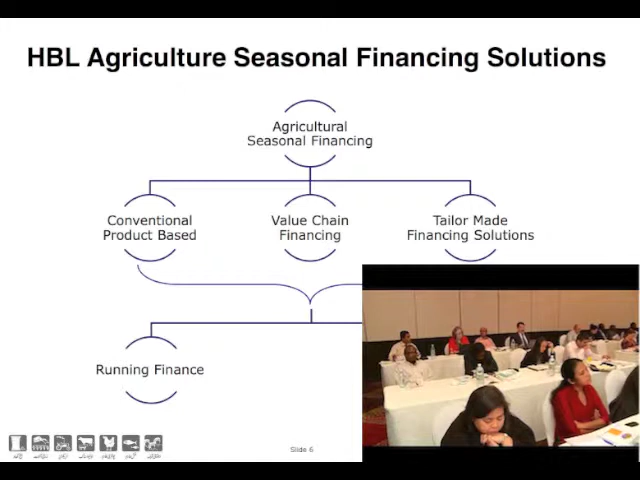 HBL Agriculture Seasonal Financing Solutions
Agricultural
Seasonal Financing
Conventional
Product Based
Value Chain
Financing
Tailor Made
Financing Solutions
Running Finance
Slide 6